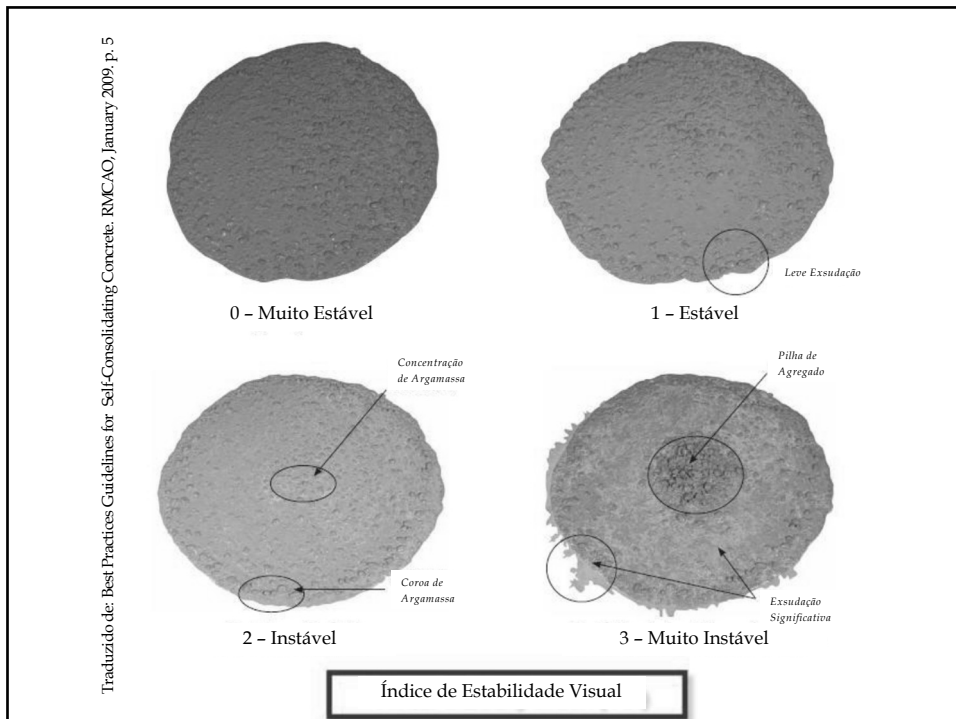 Traduzido de: Best Practices Guidelines for Self-Consolidating Concrete. RMCAO, January 2009. p. 5
0 – Muito Estável
Leve Exsudação
1 – Estável
Concentração
de Argamassa
Coroa de
Argamassa
2 – Instável
Pilha de
Agregado
Exsudação
Significativa
3 – Muito Instável
Índice de Estabilidade Visual